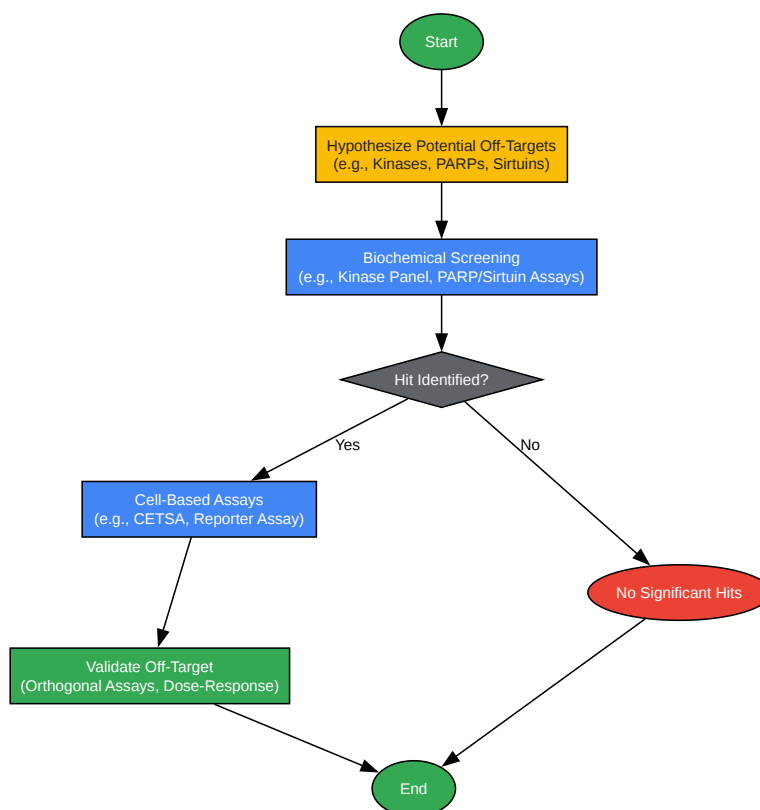 Start
Hypothesize Potential Off-Targets
(e.g., Kinases, PARPs, Sirtuins)
Biochemical Screening
(e.g., Kinase Panel, PARP/Sirtuin Assays)
Hit Identified?
Yes
No
Cell-Based Assays
(e.g., CETSA, Reporter Assay)
No Significant Hits
Validate Off-Target
(Orthogonal Assays, Dose-Response)
End